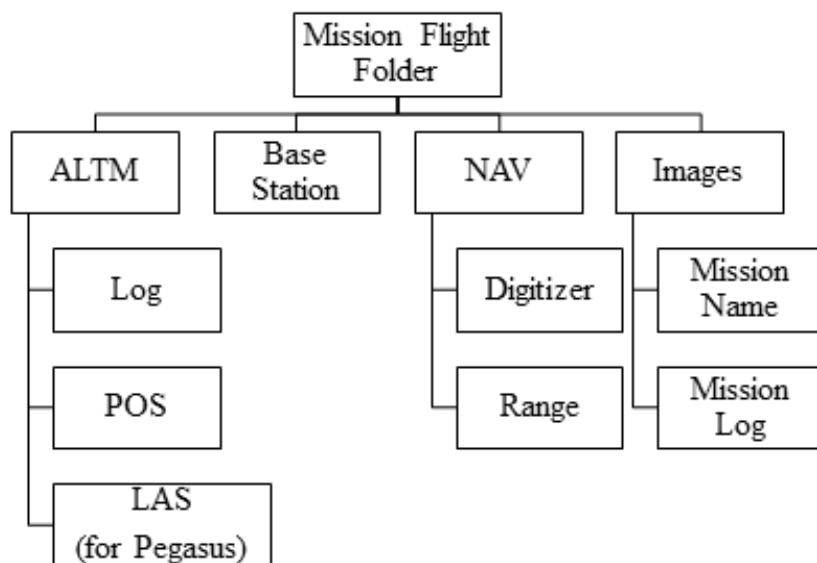 Mission Flight
Folder
ALTM
Base
Station
NAV
Images
Log
Digitizer
Mission
Name
POS
Range
Mission
Log
LAS
(for Pegasus)